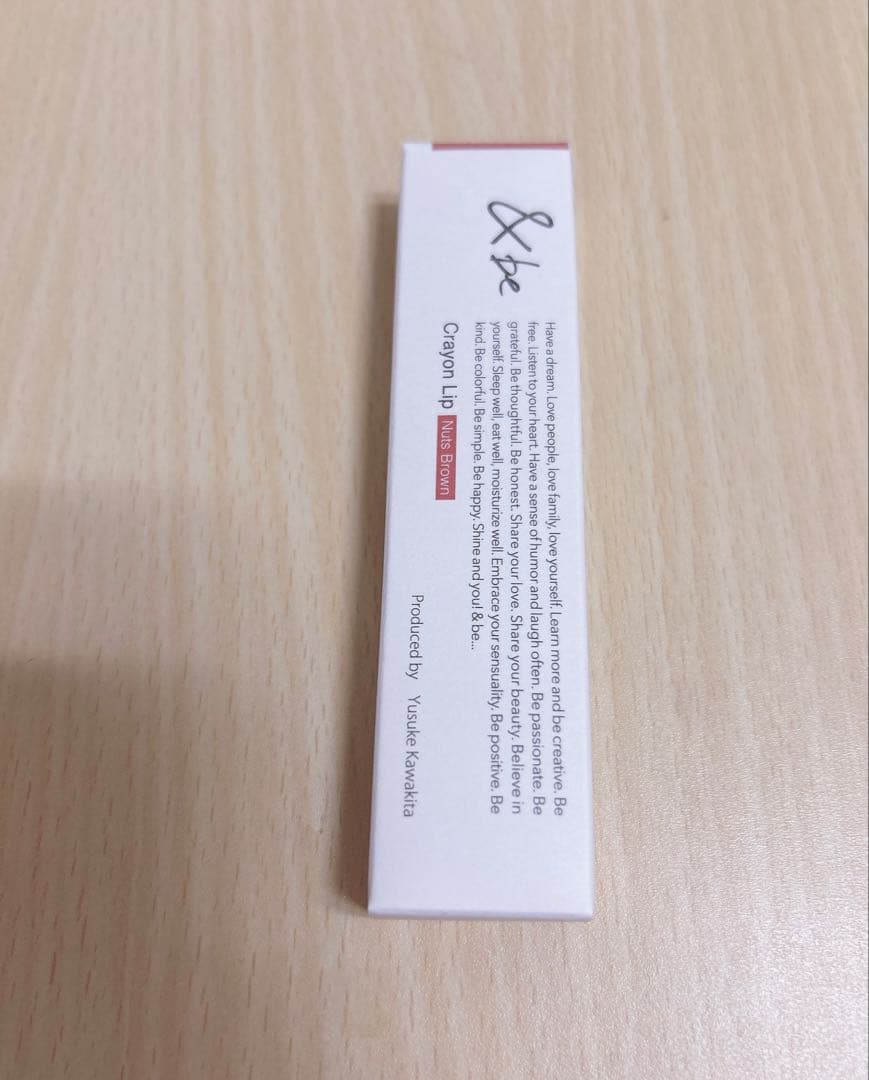 & be
Have a dream. Love people, love family, love yourself. Learn more and be creative. Be
free. Listen to your heart. Have a sense of humor and laugh often. Be passionate. Be
grateful. Be thoughtful. Be honest. Share your love. Share your beauty. Believe in
yourself. Sleep well, eat well, moisturize well. Embrace your sensuality. Be positive. Be
kind. Be colorful. Be simple. Be happy. Shine and you! & be...
Crayon Lip Nuts Brown
Produced by Yusuke Kawakita